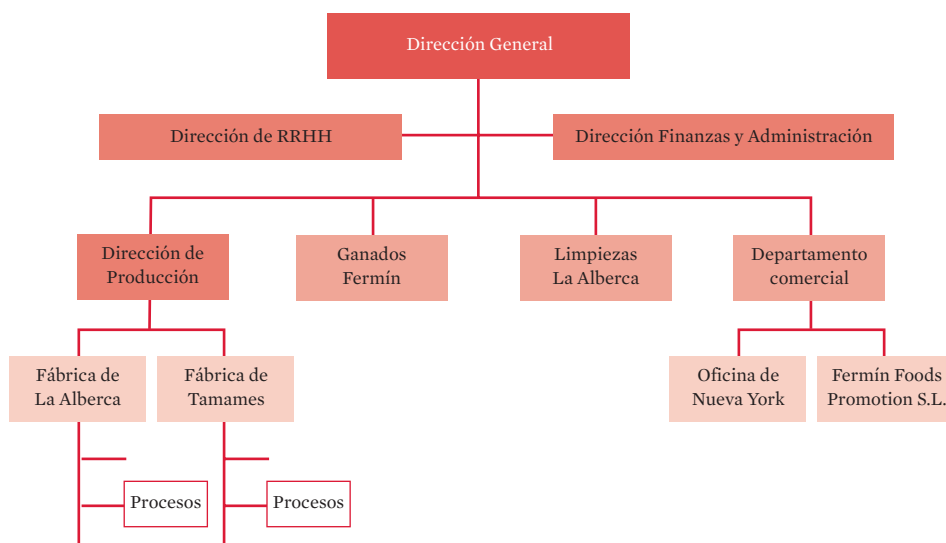 Dirección General
Dirección de RRHH
Dirección Finanzas y Administración
Dirección de
Producción
Ganados
Fermín
Limpiezas
La Alberca
Departamento
comercial
Fábrica de
La Alberca
Fábrica de
Tamames
Oficina de
Nueva York
Fermín Foods
Promotion S.L.
Procesos
Procesos